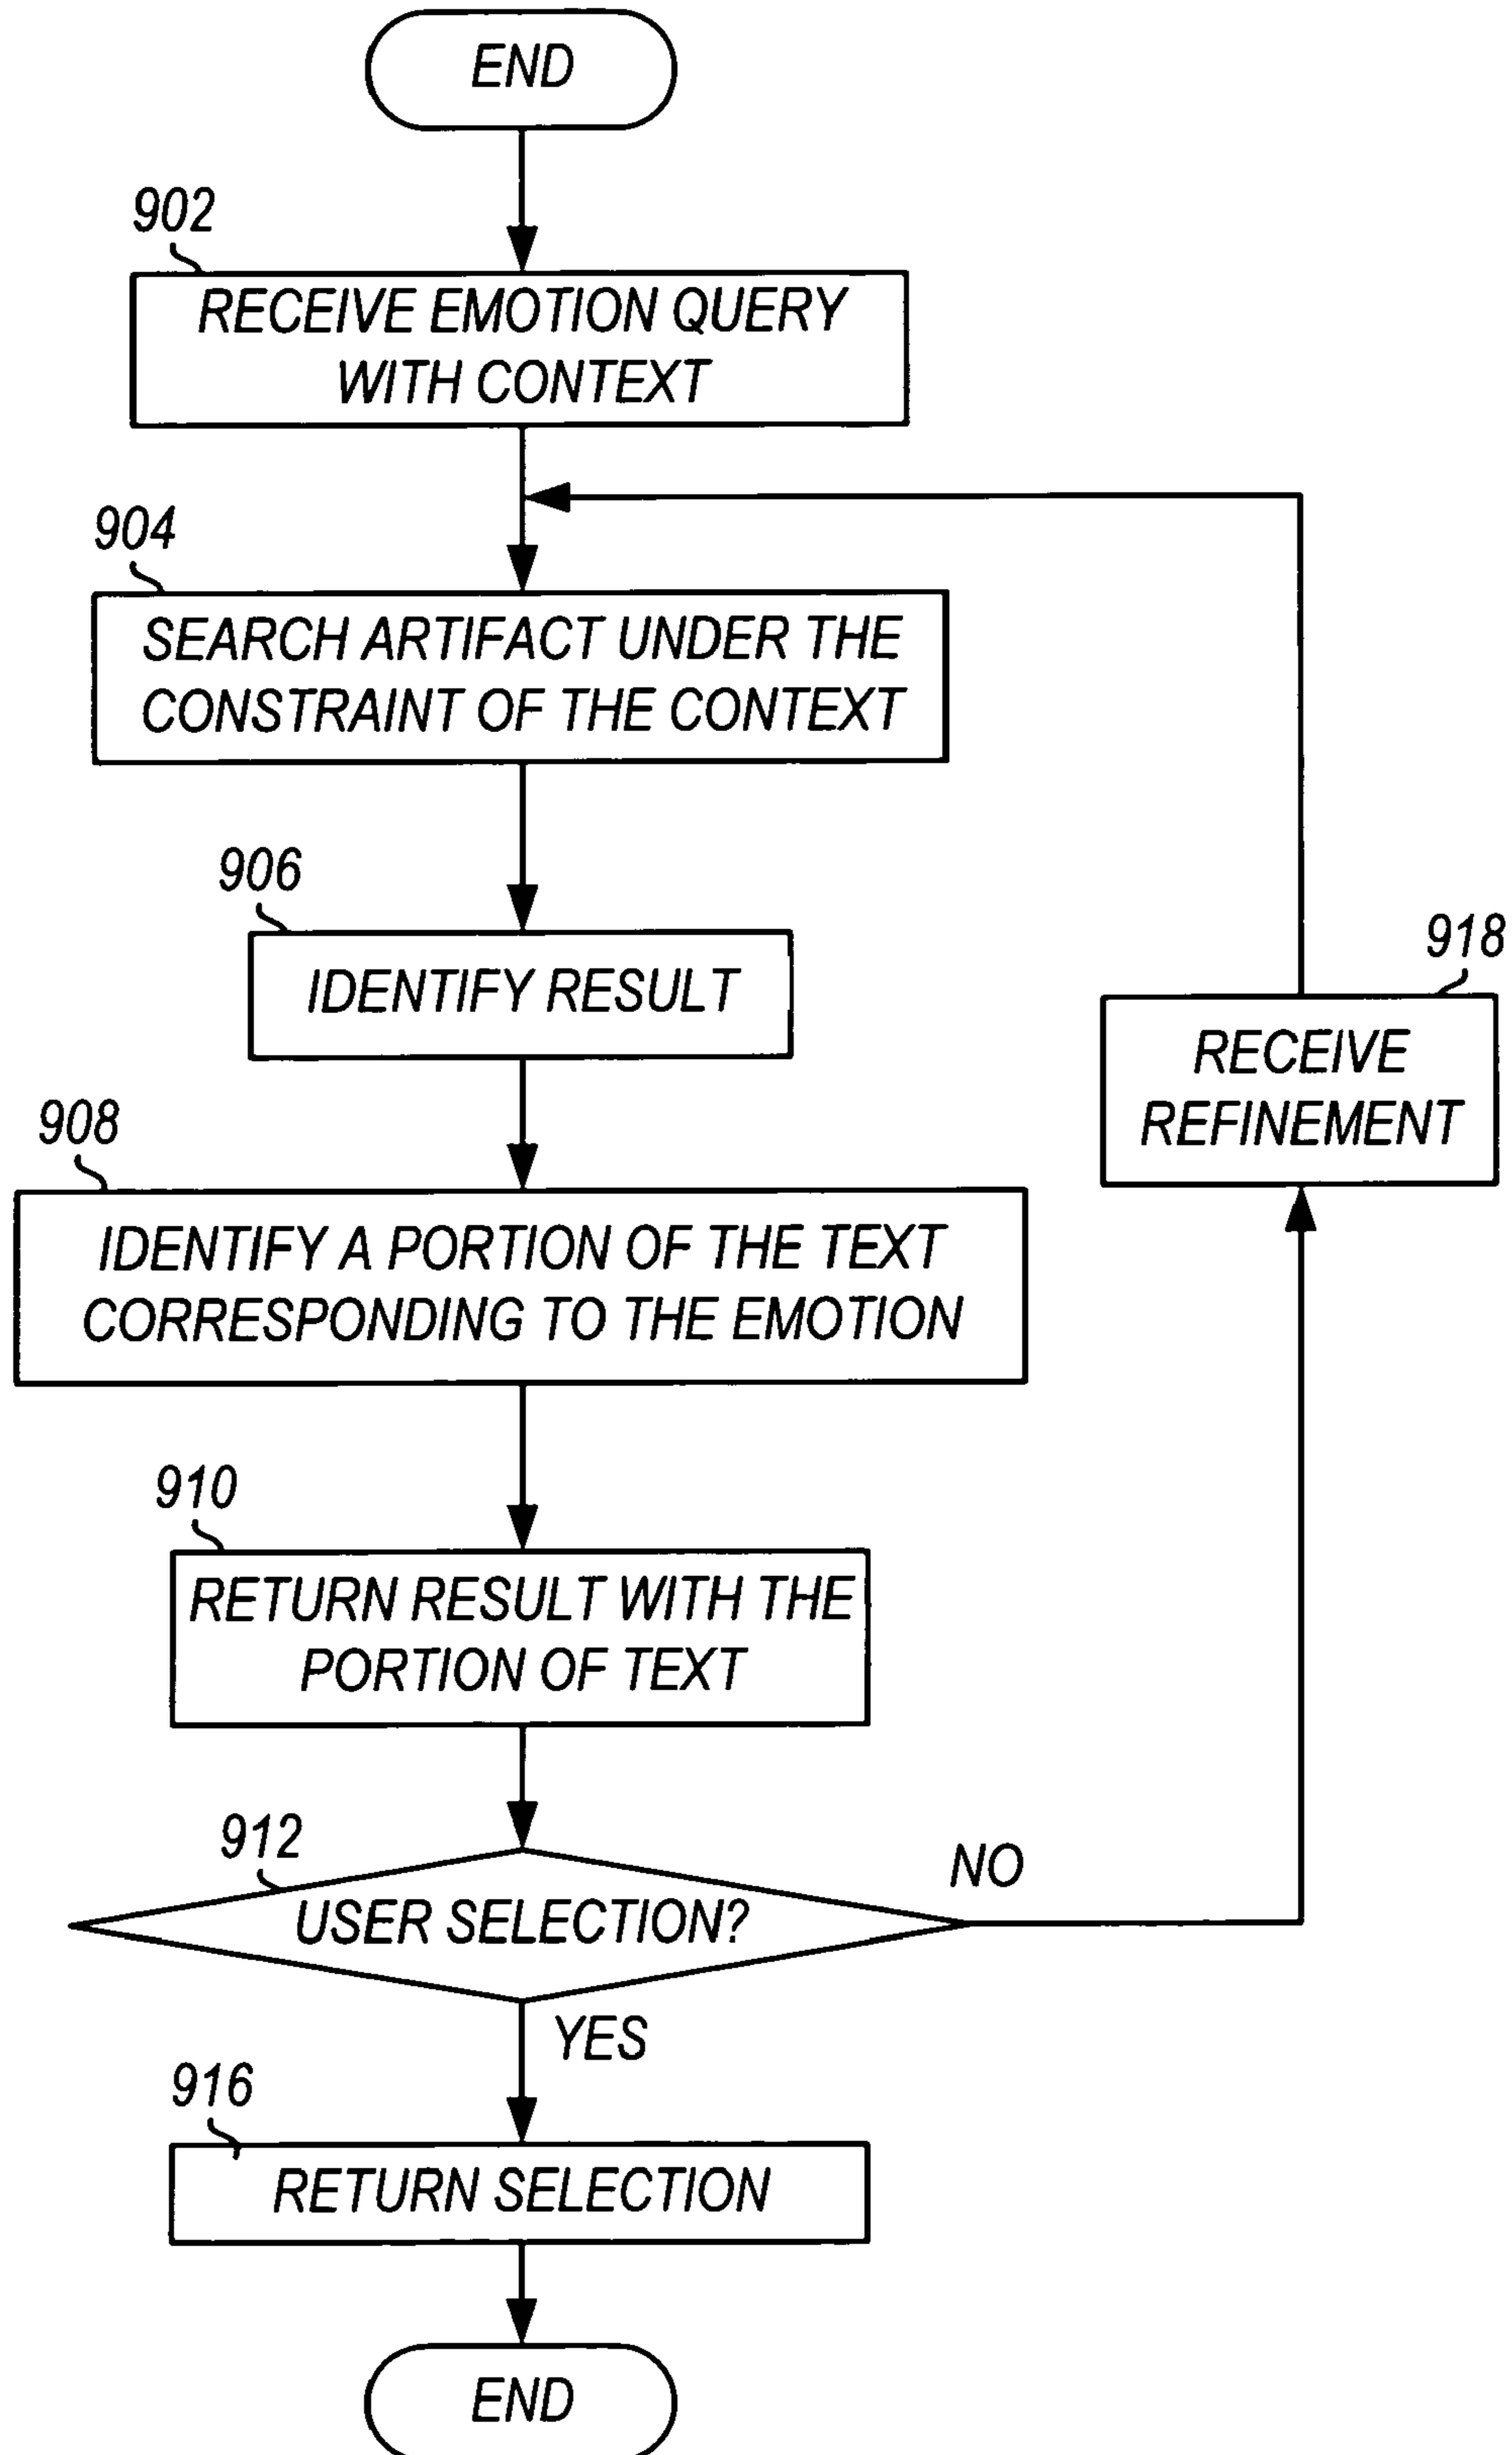 END
902
RECEIVE EMOTION QUERY
WITH CONTEXT
904
SEARCH ARTIFACT UNDER THE
CONSTRAINT OF THE CONTEXT
906
IDENTIFY RESULT
918
RECEIVE
REFINEMENT
908
IDENTIFY A PORTION OF THE TEXT
CORRESPONDING TO THE EMOTION
910
RETURN RESULT WITH THE
PORTION OF TEXT
912
USER SELECTION?
NO
YES
916
RETURN SELECTION
END